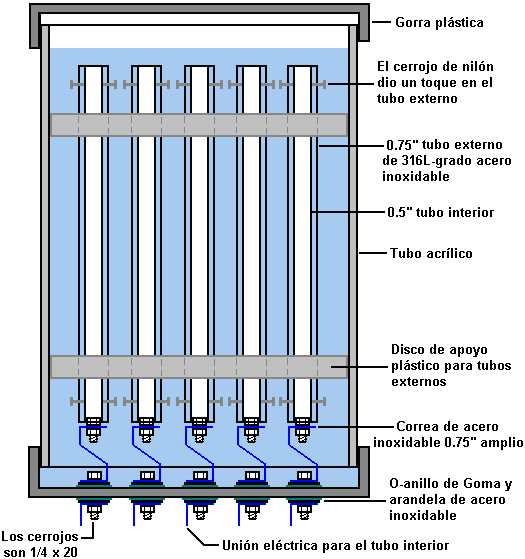 Gorra plástica
El cerrojo de nilón
dio un toque en el
tubo externo
0.75" tubo externo
de 316L-grado acero
inoxidable
0.5" tubo interior
Tubo acrílico
Disco de apoyo
plástico para tubos
externos
Correa de acero
inoxidable 0.75" amplio
O-anillo de Goma y
arandela de acero
inoxidable
Los cerrojos
son 1/4 x 20
Unión eléctrica para el tubo interior